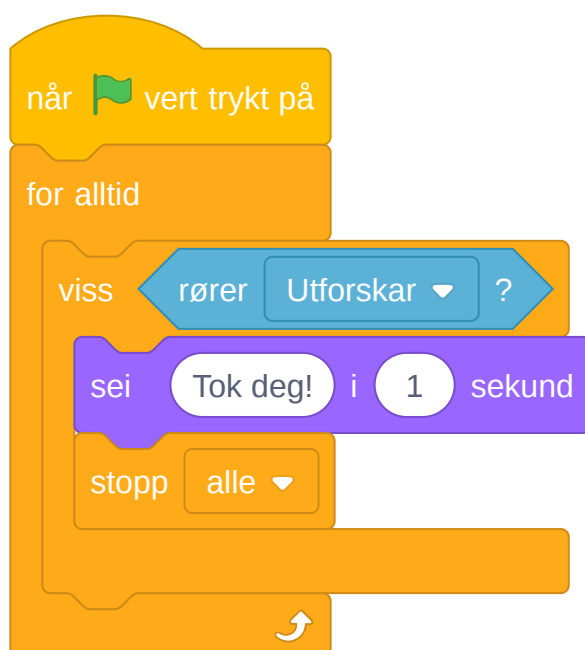 når vert trykt på
for alltid
viss rører Utforskar ?
sei Tok deg! i 1 sekund
stopp alle